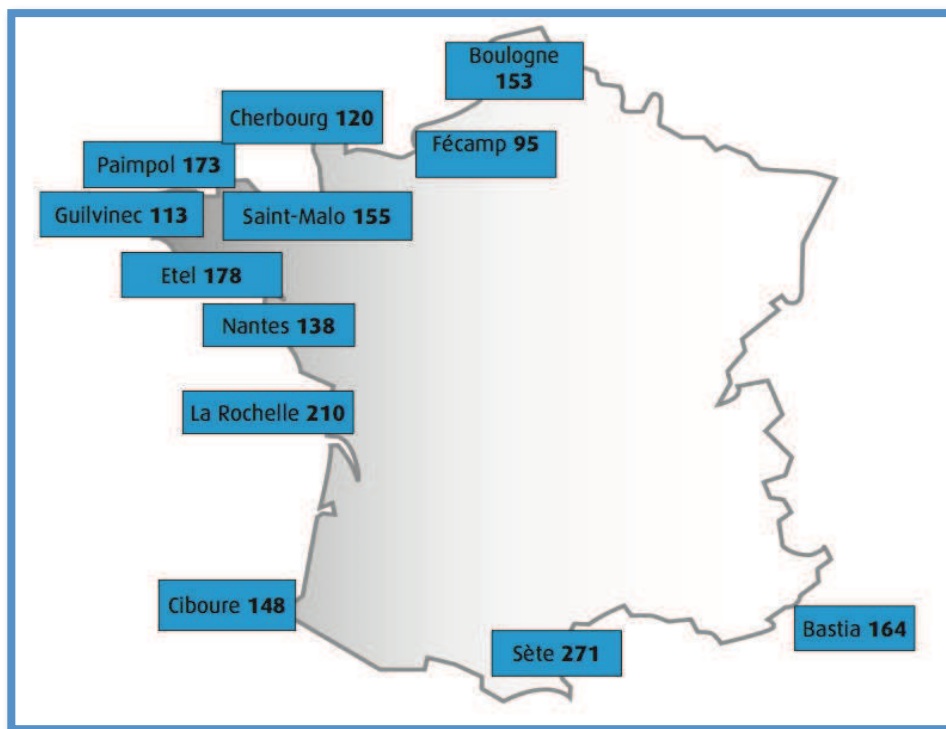 Boulogne
153
Cherbourg 120
Fécamp 95
Paimpol 173
Guilvinec 113
Saint-Malo 155
Etel 178
Nantes 138
La Rochelle 210
Ciboure 148
Bastia 164
Sète 271